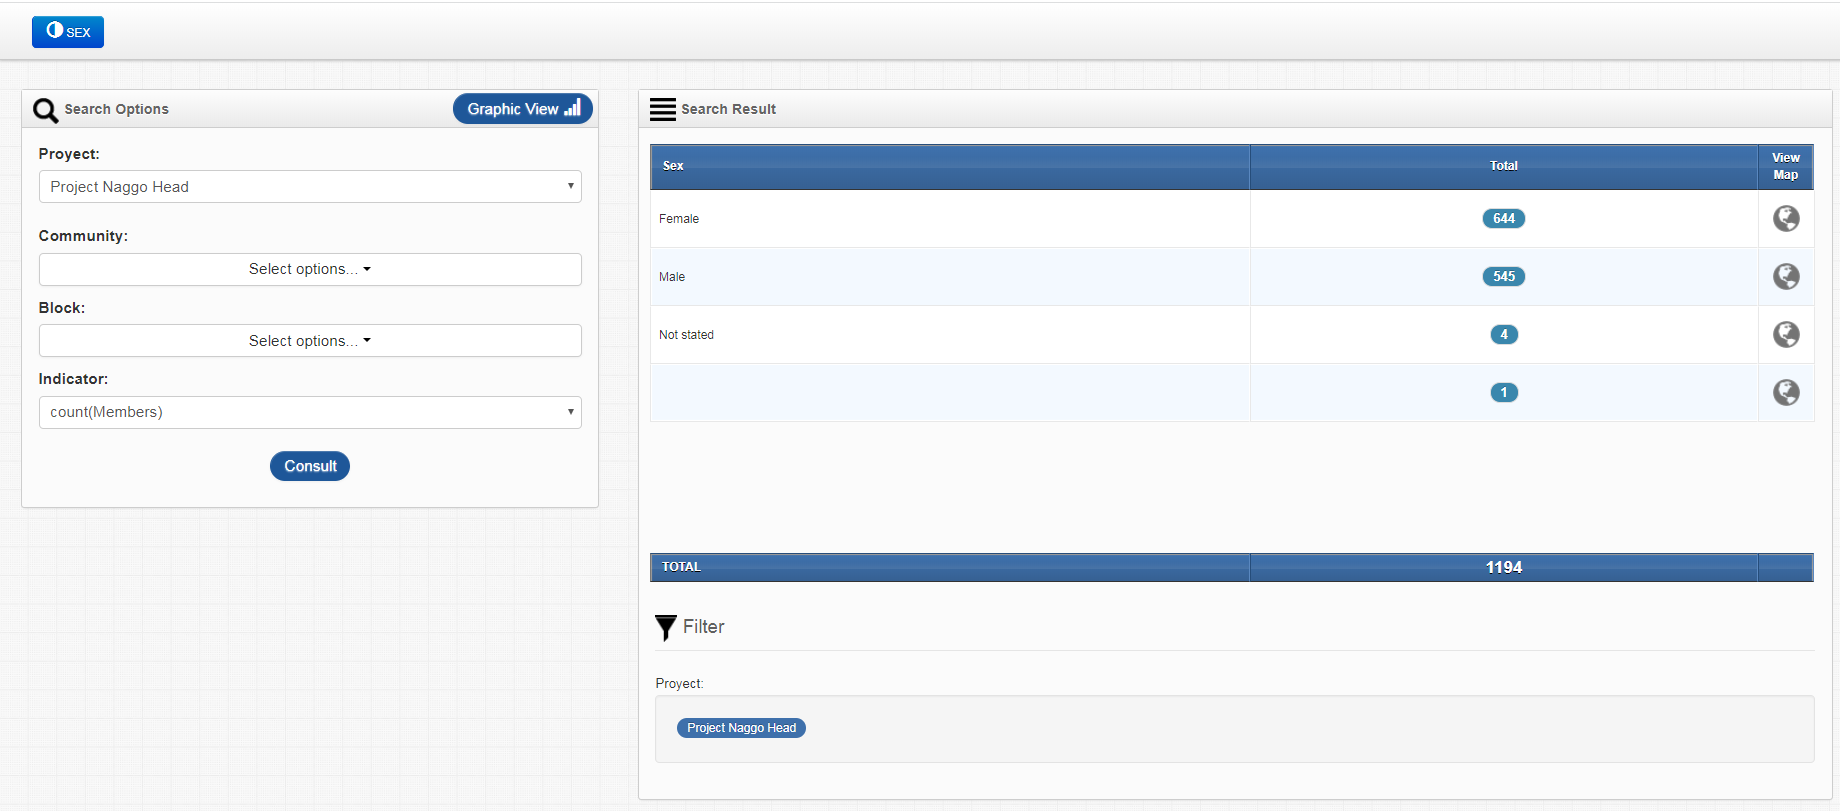 SEX
Search Options
Graphic View
Proyect:
Project Naggo Head
Community:
Select options...
Block:
Select options...
Indicator:
count(Members)
Consult
Search Result
Sex Total View Map
Female 644
Male 545
Not stated 4
1
TOTAL 1194
Filter
Proyect:
Project Naggo Head